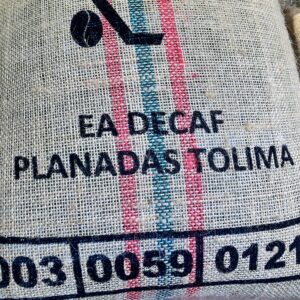 EA DECAF
PLANADAS TOLIMA
003 0059 0121